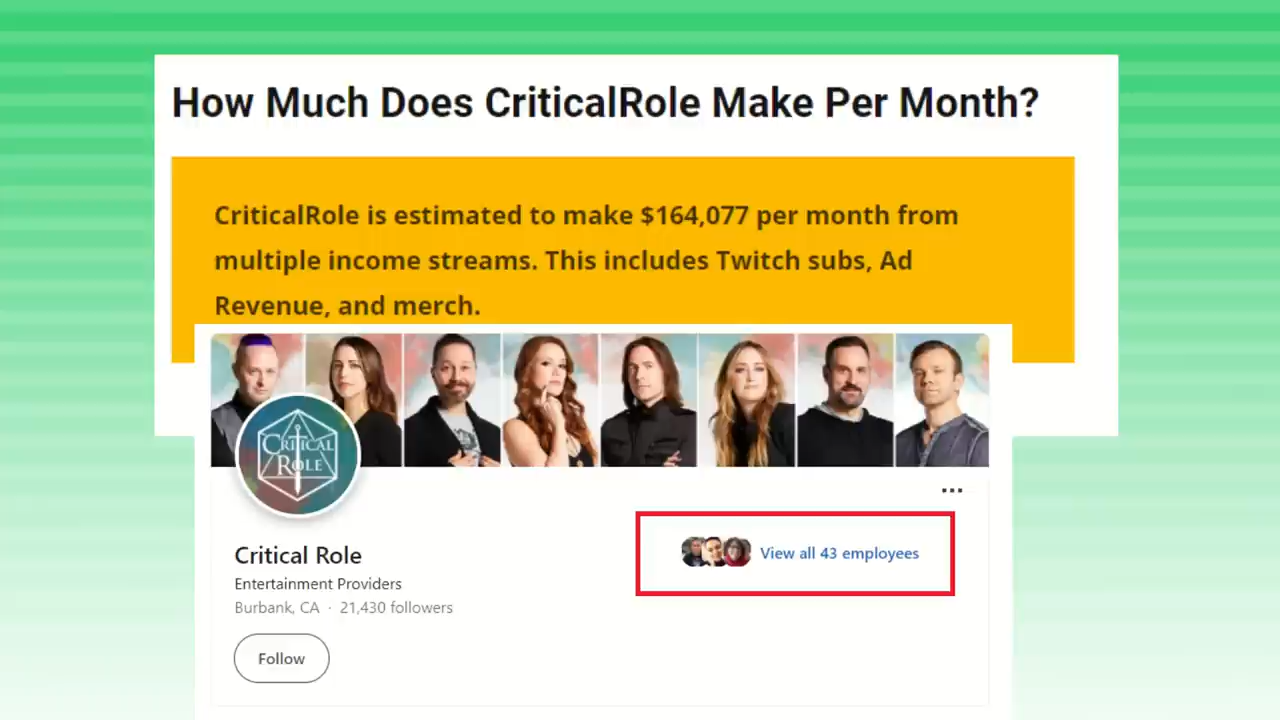 How Much Does CriticalRole Make Per Month?
CriticalRole is estimated to make $164,077 per month from
multiple income streams. This includes Twitch subs, Ad
Revenue, and merch.
CRITICAL
ROLE
Critical Role
View all 43 employees
Entertainment Providers
Burbank, CA · 21,430 followers
Follow